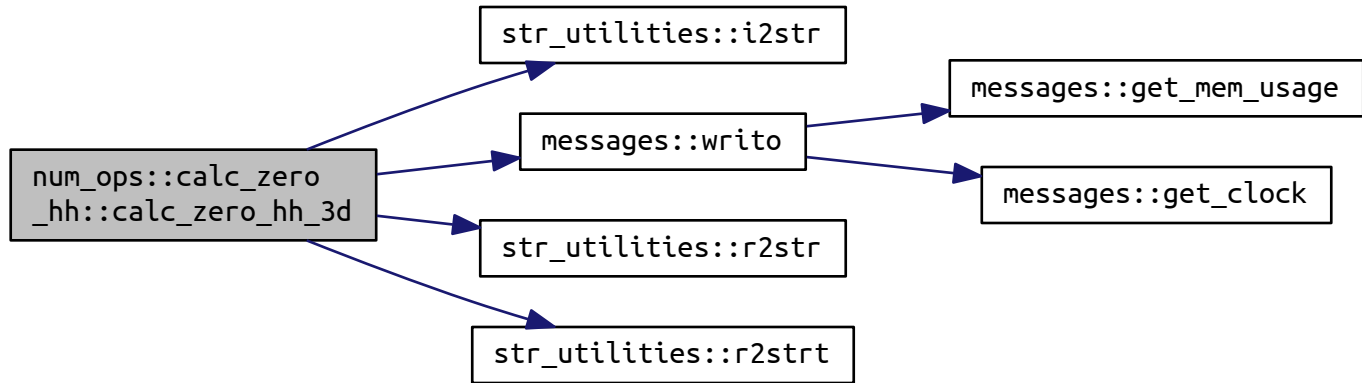 num_ops::calc_zero
_hh::calc_zero_hh_3d
str_utilities::i2str
messages::writo
str_utilities::r2str
str_utilities::r2strt
messages::get_mem_usage
messages::get_clock